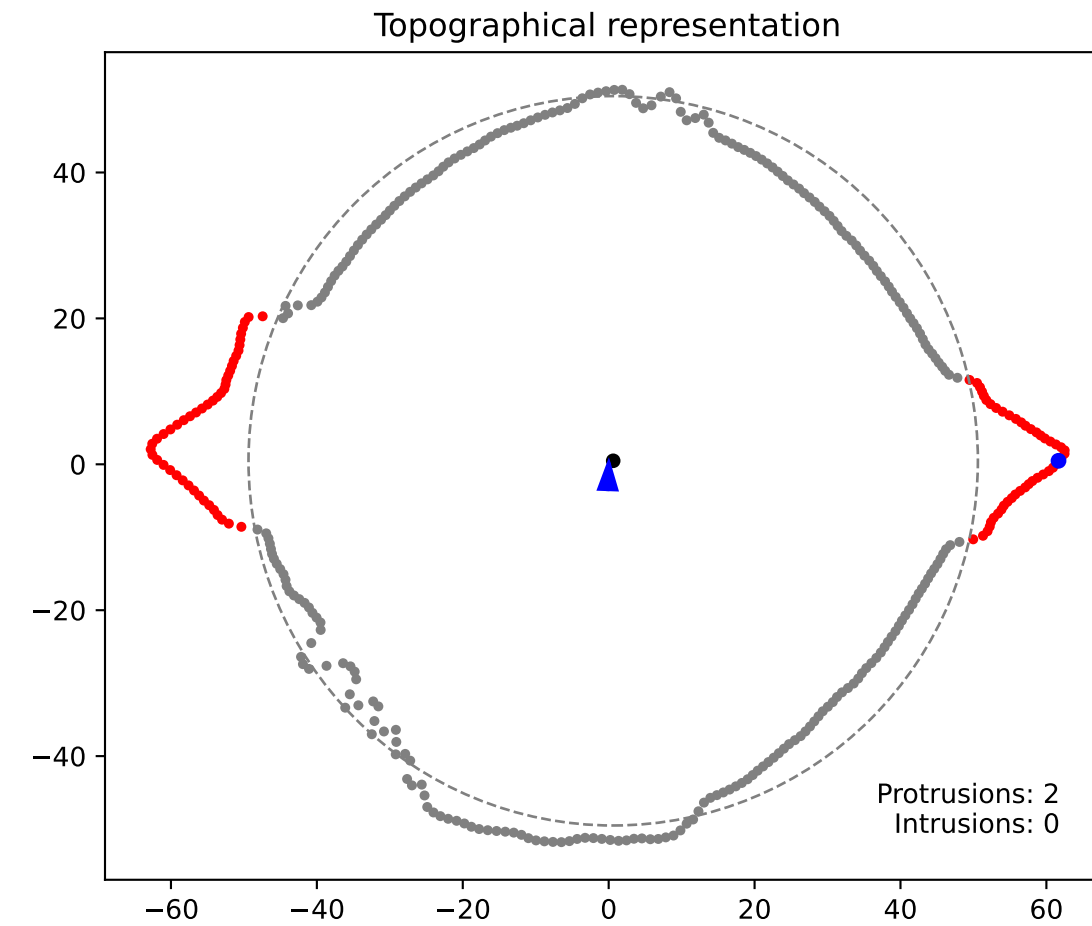 Topographical representation
40
20
0
−20
−40
Protrusions: 2
Intrusions: 0
−60 −40 −20 0 20 40 60